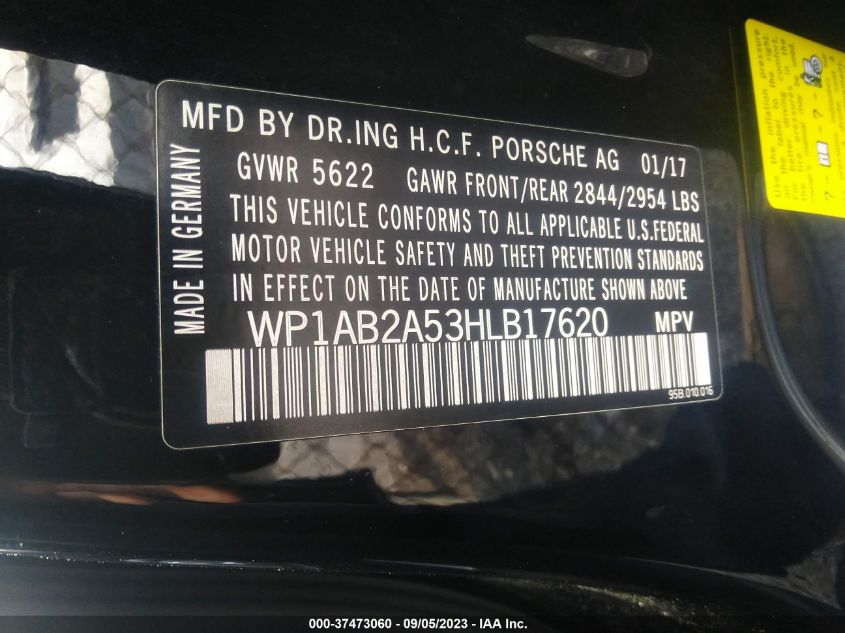 MFD BY DR.ING H.C.F. PORSCHE AG 01/17
GVWR 5622 GAWR FRONT/REAR 2844/2954 LBS
THIS VEHICLE CONFORMS TO ALL APPLICABLE U.S.FEDERAL
MOTOR VEHICLE SAFETY AND THEFT PREVENTION STANDARDS
IN EFFECT ON THE DATE OF MANUFACTURE SHOWN ABOVE
MADE IN GERMANY
WP1AB2A53HLB17620 MPV
95B.010.016
000-37473060 - 09/05/2023 - IAA Inc.